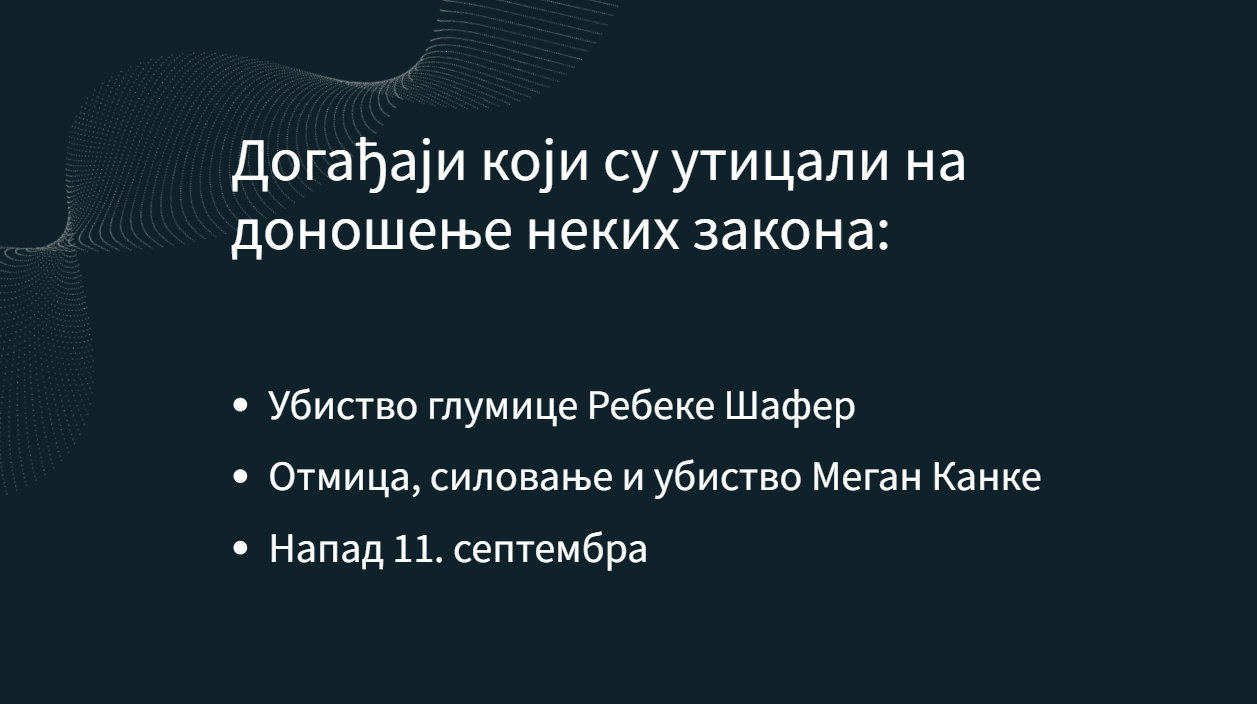 Догађаји који су утицали на
доношење неких закона:
• Убиство глумице Ребеке Шафер
• Отмица, силовање и убиство Меган Канке
• Напад 11. септембра